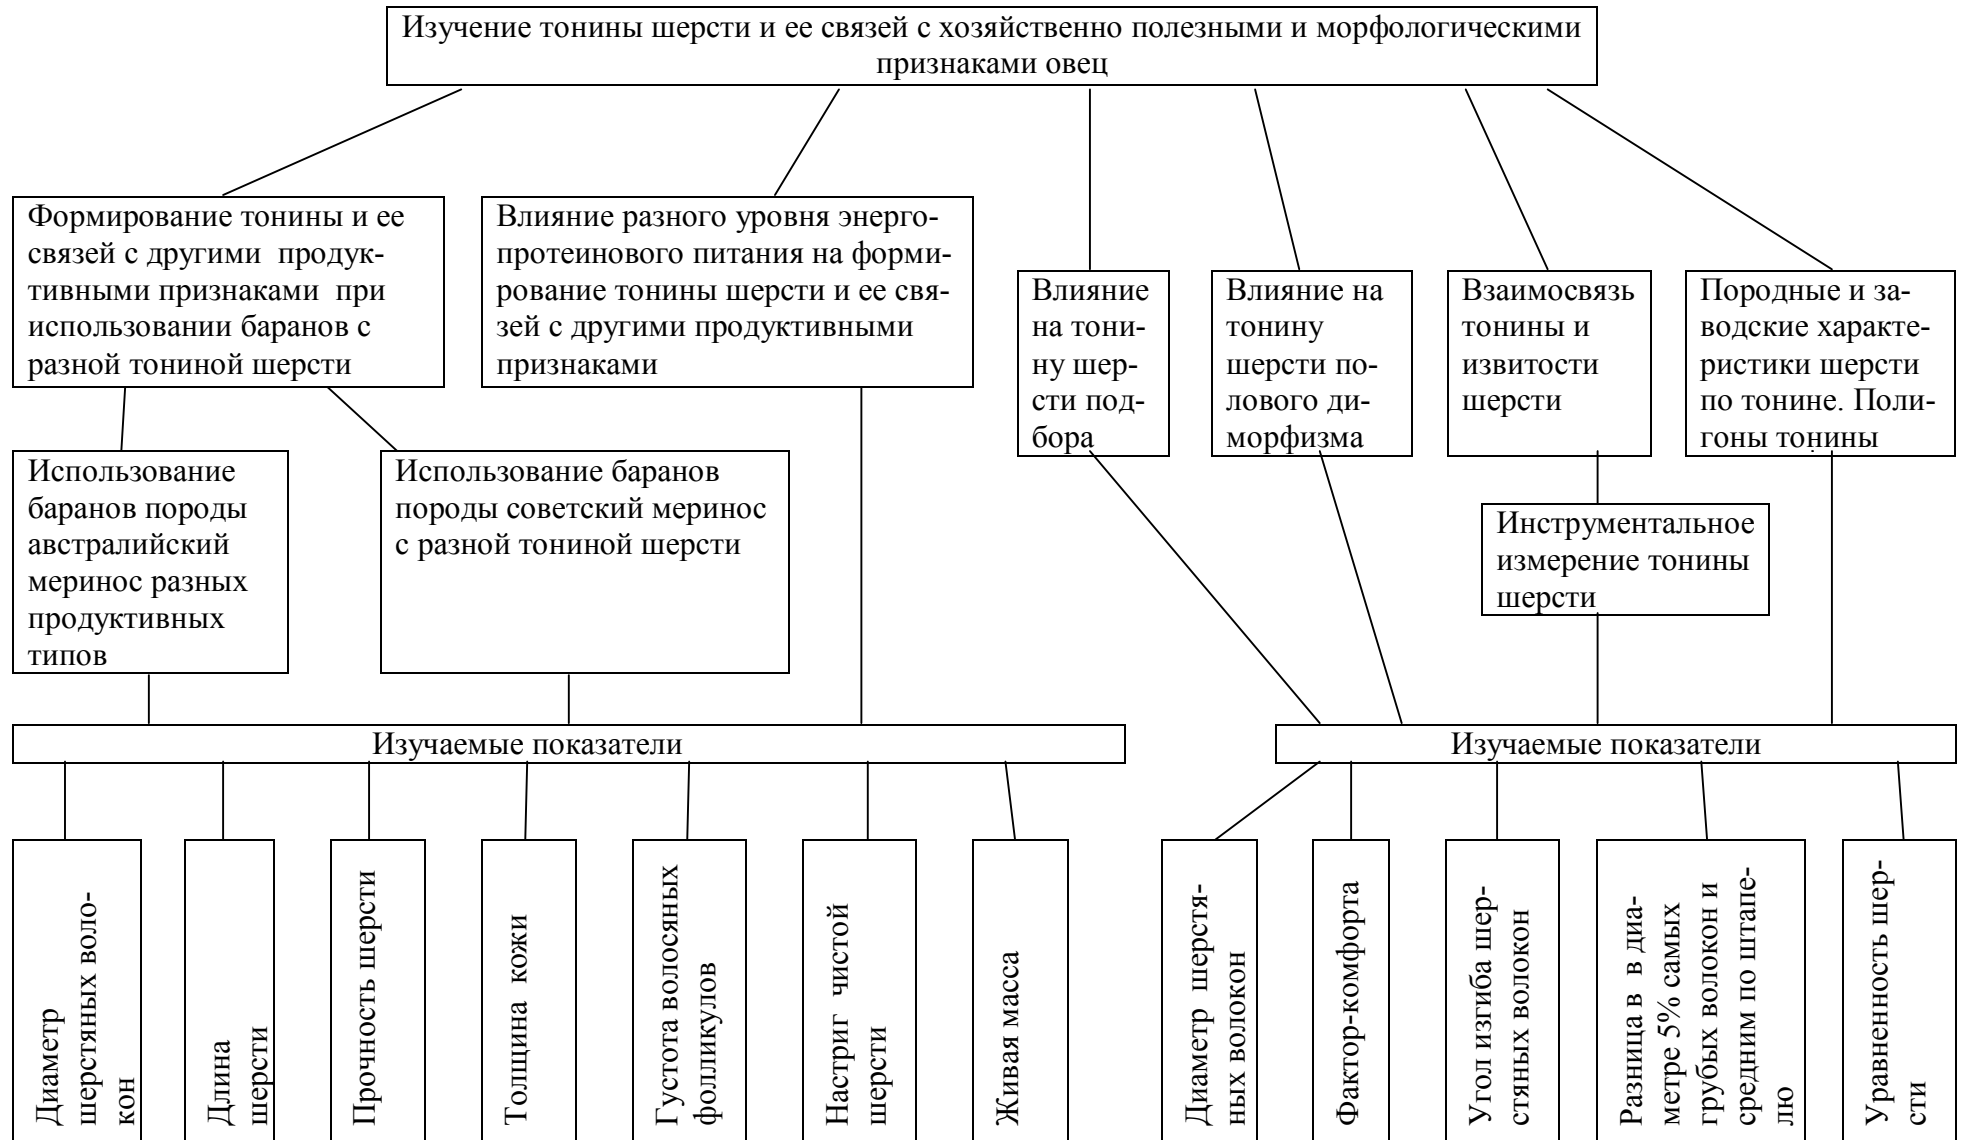 Изучение тонины шерсти и ее связей с хозяйственно полезными и морфологическими
признаками овец
Формирование тонины и ее
связей с другими продук-
тивными признаками при
использовании баранов с
разной тониной шерсти
Влияние разного уровня энерго-
протеинового питания на форми-
рование тонины шерсти и ее свя-
зей с другими продуктивными
признаками
Влияние
на тони-
ну шер-
сти под-
бора
Влияние на
тонину
шерсти по-
лового ди-
морфизма
Взаимосвязь
тонины и
извитости
шерсти
Породные и за-
водские характе-
ристики шерсти
по тонине. Поли-
гоны тонины
Использование
баранов породы
австралийский
меринос разных
продуктивных
типов
Использование баранов
породы советский меринос
с разной тониной шерсти
Инструментальное
измерение тонины
шерсти
Изучаемые показатели
Изучаемые показатели
Диаметр
шерстяных воло-
кон
Длина
шерсти
Прочность шерсти
Толщина кожи
Густота волосяных
фолликулов
Настриг чистой
шерсти
Живая масса
Диаметр шерстя-
ных волокон
Фактор-комфорта
Угол изгиба шер-
стяных волокон
Разница в в диа-
метре 5% самых
грубых волокон и
средним по штапе-
лю
Уравненность шер-
сти